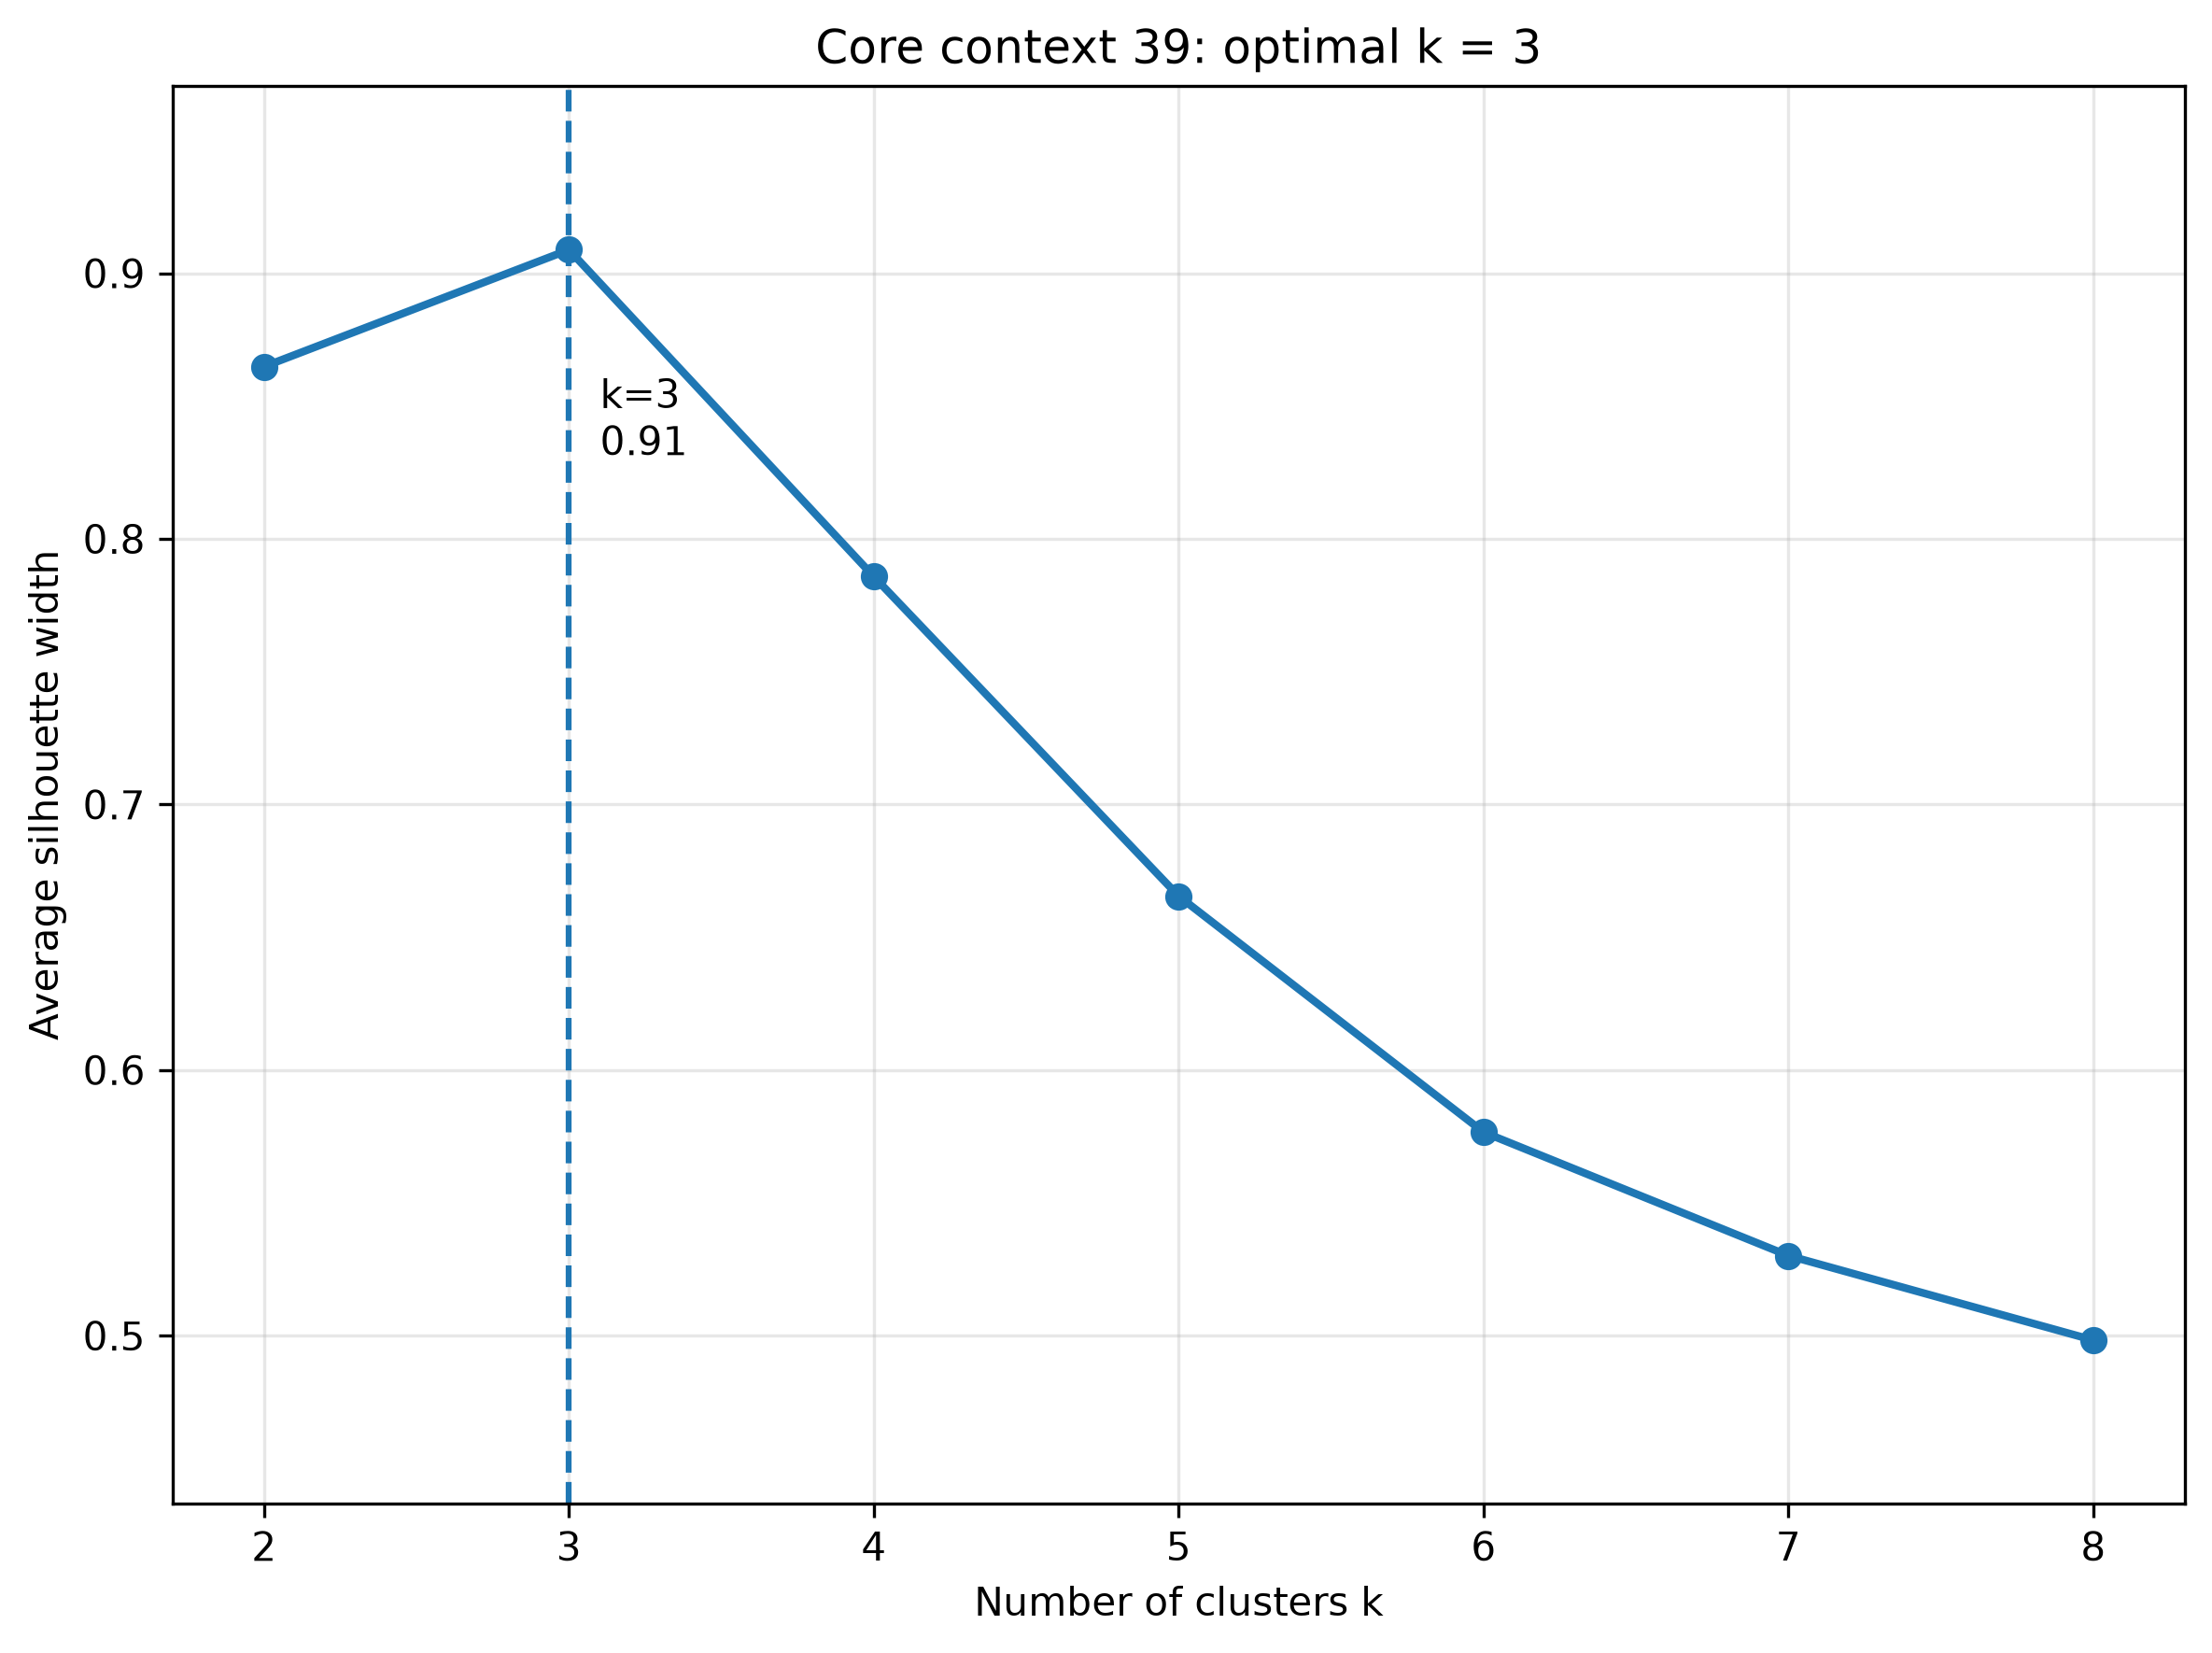 Core context 39: optimal k = 3
Average silhouette width
0.9
0.8
0.7
0.6
0.5
k=3
0.91
2 3 4 5 6 7 8
Number of clusters k